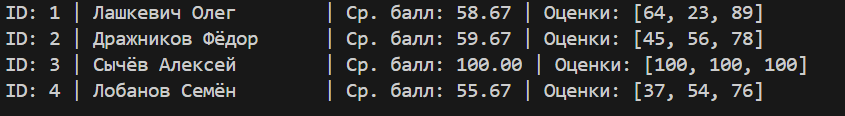 ID: 1 | Лашкевич Олег | Ср. балл: 58.67 | Оценки: [64, 23, 89]
ID: 2 | Дражников Фёдор | Ср. балл: 59.67 | Оценки: [45, 56, 78]
ID: 3 | Сычёв Алексей | Ср. балл: 100.00 | Оценки: [100, 100, 100]
ID: 4 | Лобанов Семён | Ср. балл: 55.67 | Оценки: [37, 54, 76]